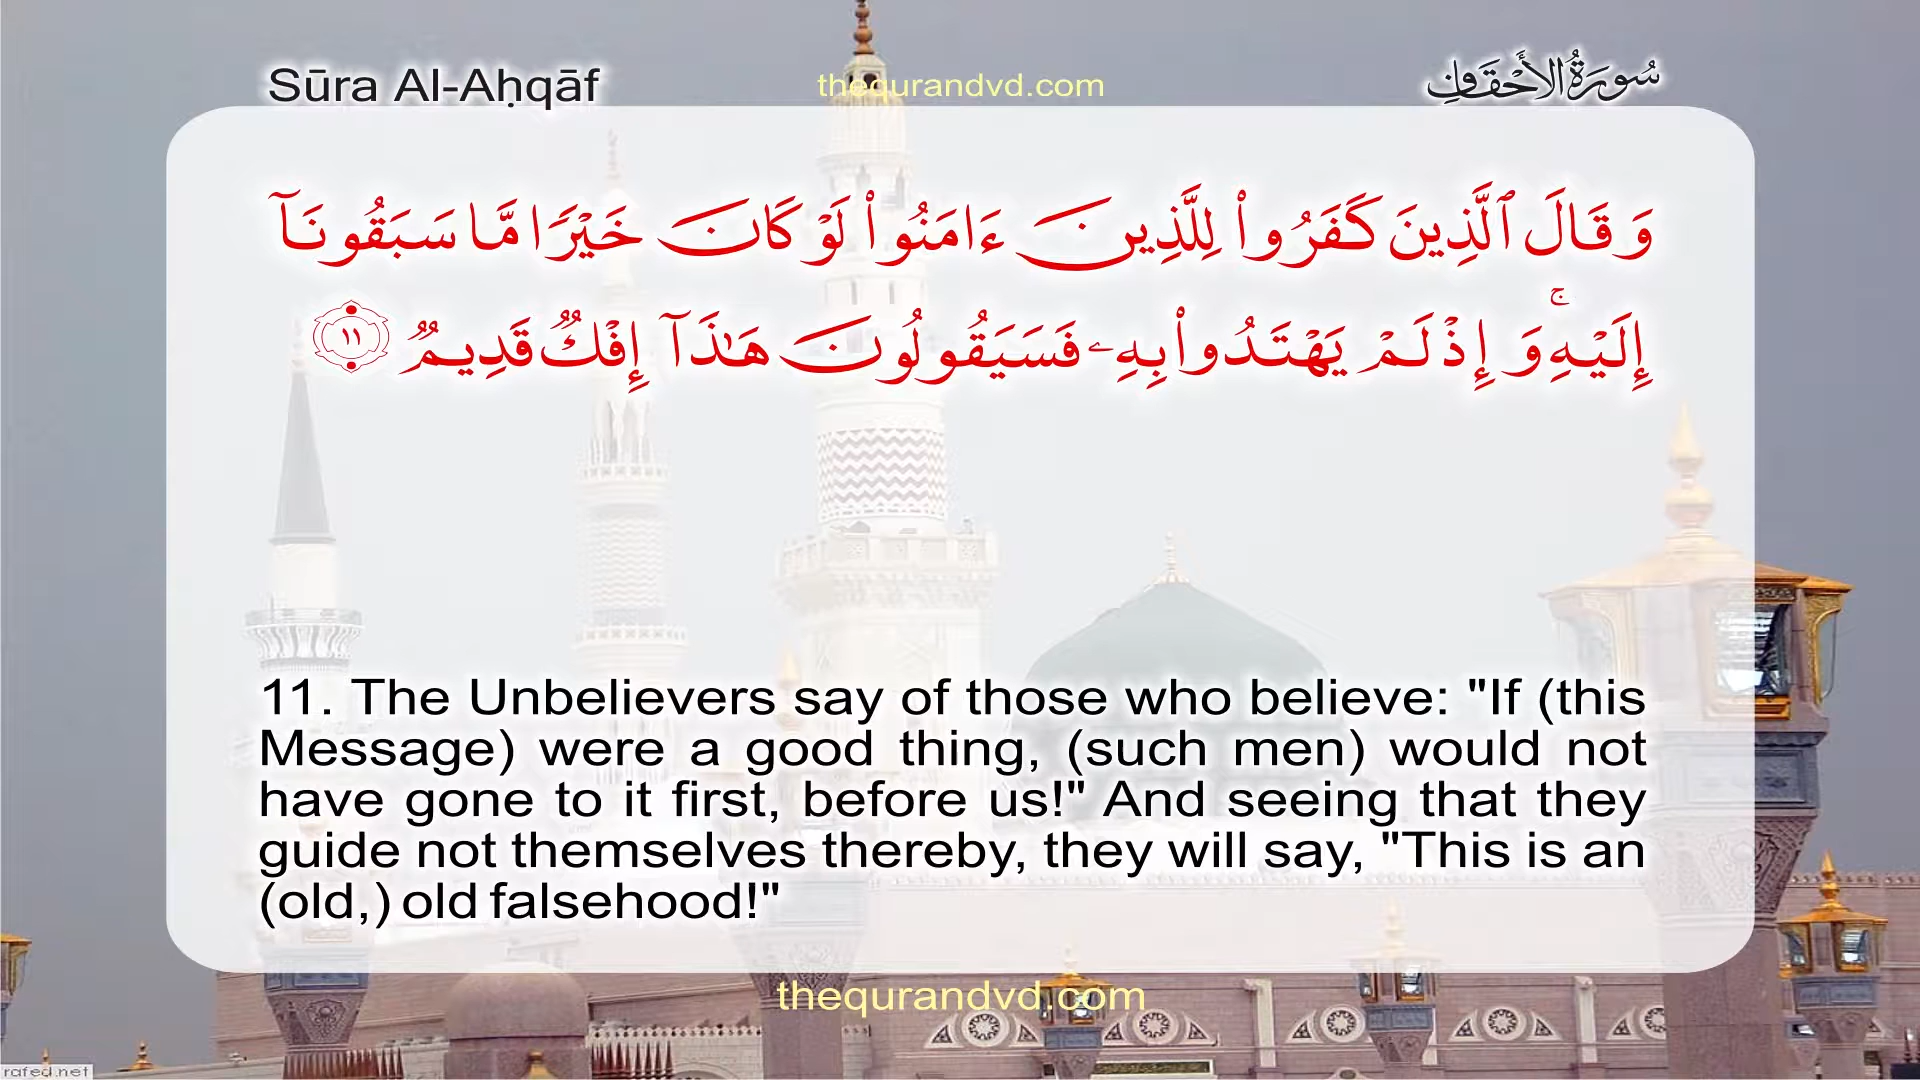 Sūra Al-Aḥqāf
thequrandvd.com
سُورَةُ الأَحْقَافِ
وَقَالَ ٱلَّذِينَ كَفَرُوا۟ لِلَّذِينَ ءَامَنُوا۟ لَوْ كَانَ خَيْرًا مَّا سَبَقُونَآ
إِلَيْهِ ۚ وَإِذْ لَمْ يَهْتَدُوا۟ بِهِۦ فَسَيَقُولُونَ هَـٰذَآ إِفْكٌ قَدِيمٌ ١١
11. The Unbelievers say of those who believe: "If (this
Message) were a good thing, (such men) would not
have gone to it first, before us!" And seeing that they
guide not themselves thereby, they will say, "This is an
(old,) old falsehood!"
thequrandvd.com
rafed.net